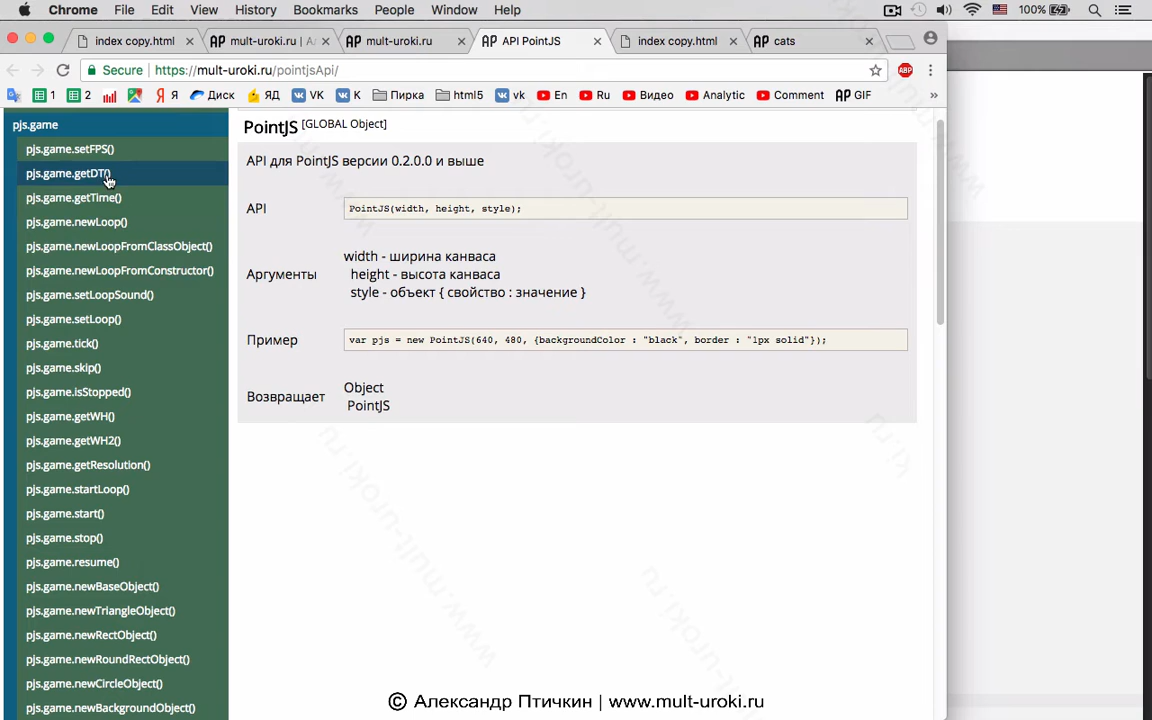 Chrome File Edit View History Bookmarks People Window Help 100%
index copy.html mult-uroki.ru | mult-uroki.ru API PointJS index copy.html cats
Secure https://mult-uroki.ru/pointjsApi/ ABP
1 2 Я Диск ЯД VK K Пирка html5 vk En Ru Видео Analytic Comment AP GIF »
pjs.game
pjs.game.setFPS()
pjs.game.getDT()
pjs.game.getTime()
pjs.game.newLoop()
pjs.game.newLoopFromClassObject()
pjs.game.newLoopFromConstructor()
pjs.game.setLoopSound()
pjs.game.setLoop()
pjs.game.tick()
pjs.game.skip()
pjs.game.isStopped()
pjs.game.getWH()
pjs.game.getWH2()
pjs.game.getResolution()
pjs.game.startLoop()
pjs.game.start()
pjs.game.stop()
pjs.game.resume()
pjs.game.newBaseObject()
pjs.game.newTriangleObject()
pjs.game.newRectObject()
pjs.game.newRoundRectObject()
pjs.game.newCircleObject()
pjs.game.newBackgroundObject()
PointJS [GLOBAL Object]
API для PointJS версии 0.2.0.0 и выше
API PointJS(width, height, style);
width - ширина канваса
Аргументы height - высота канваса
style - объект { свойство : значение }
Пример var pjs = new PointJS(640, 480, {backgroundColor : "black", border : "1px solid"});
Object
Возвращает PointJS
© Александр Птичкин | www.mult-uroki.ru